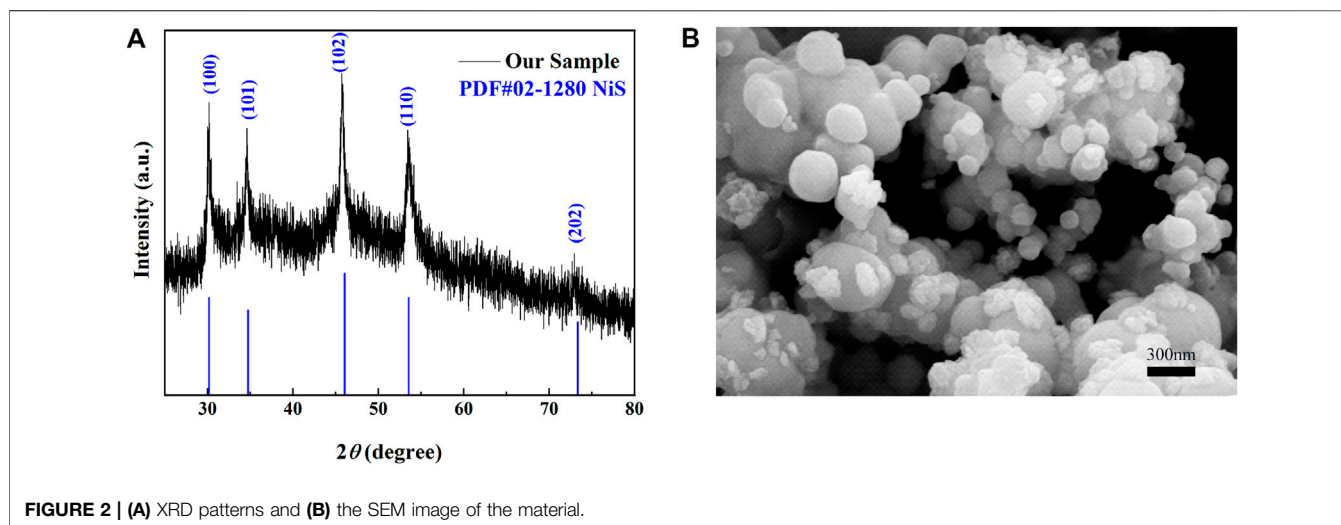 A
(100)
(101)
(102)
(110)
(202)
Our Sample
PDF#02-1280 NiS
Intensity (a.u.)
30 40 50 60 70 80
2θ (degree)
B
300nm
FIGURE 2 | (A) XRD patterns and (B) the SEM image of the material.